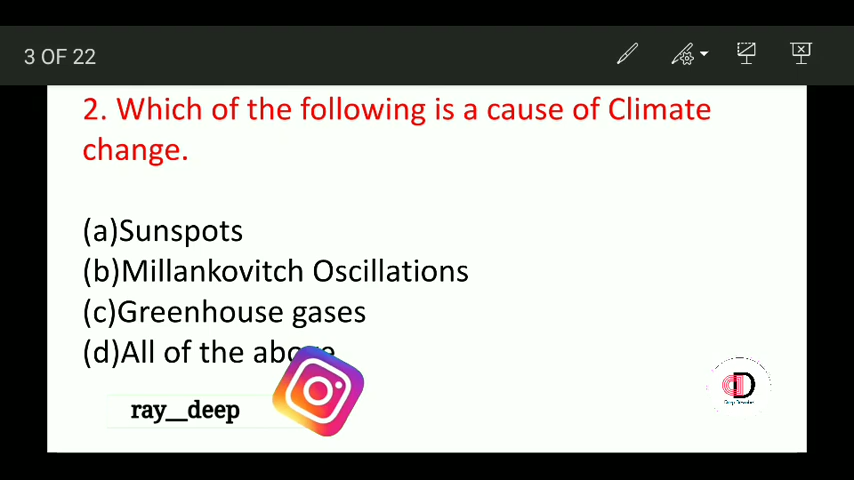 3 OF 22
2. Which of the following is a cause of Climate
change.
(a)Sunspots
(b)Millankovitch Oscillations
(c)Greenhouse gases
(d)All of the above
ray__deep